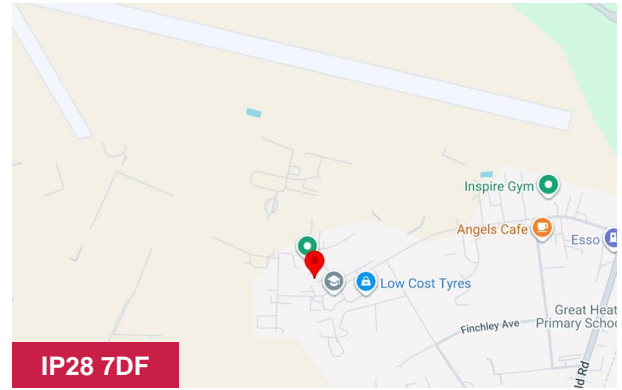 Inspire Gym
Angels Cafe
Esso
Low Cost Tyres
Great Heat
Primary Schoo
Finchley Ave
ld Rd
IP28 7DF